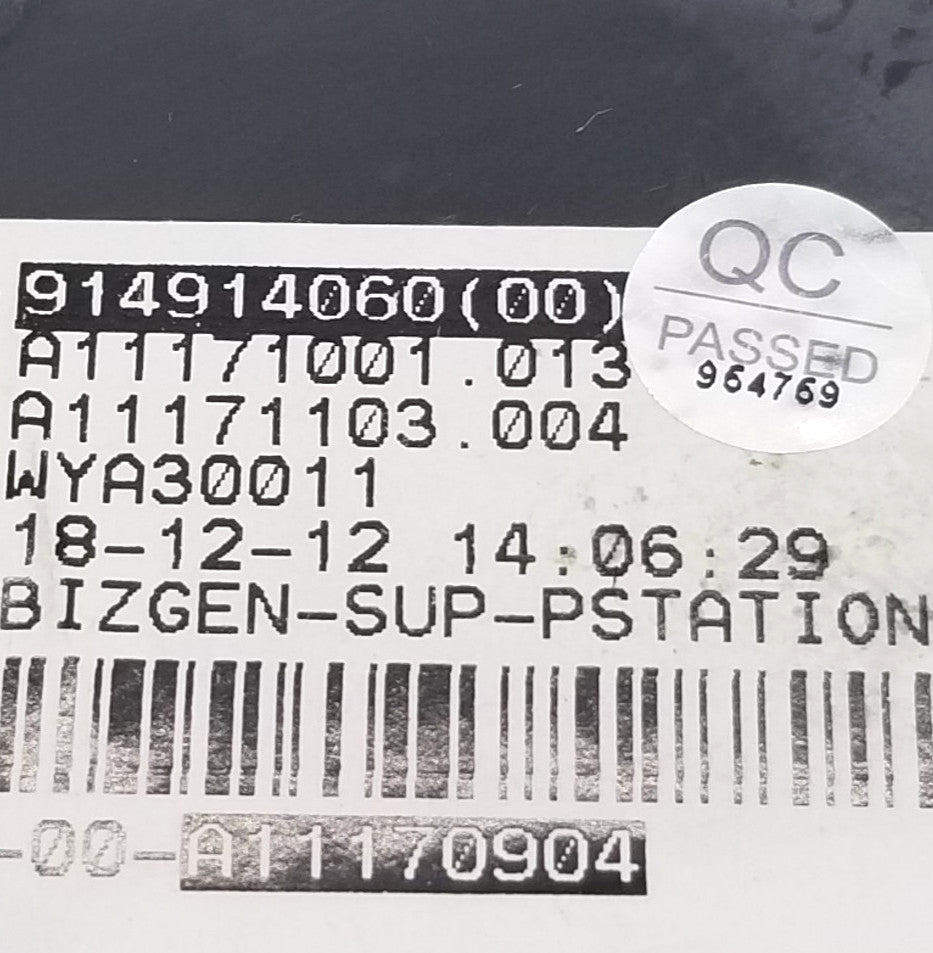 914914060(00)
A11171001.013
A11171103.004
WYA30011
18-12-12 14:06:29
BIZGEN-SUP-PSTATION
-00-A11170904
QC
PASSED
964769